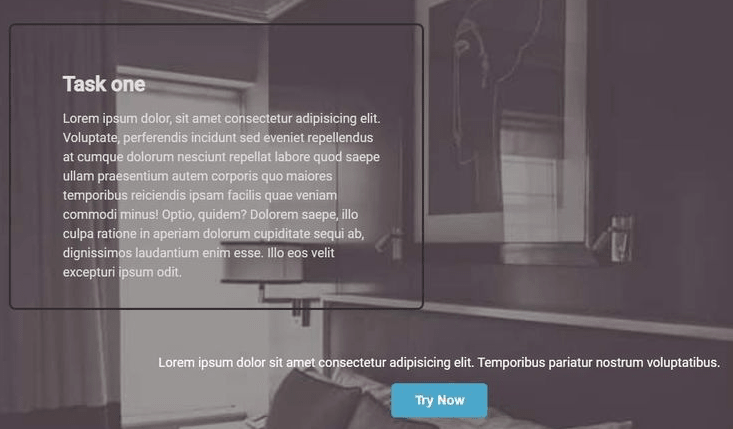 Task one
Lorem ipsum dolor, sit amet consectetur adipisicing elit.
Voluptate, perferendis incidunt sed eveniet repellendus
at cumque dolorum nesciunt repellat labore quod saepe
ullam praesentium autem corporis quo maiores
temporibus reiciendis ipsam facilis quae veniam
commodi minus! Optio, quidem? Dolorem saepe, illo
culpa ratione in aperiam dolorum cupiditate sequi ab,
dignissimos laudantium enim esse. Illo eos velit
excepturi ipsum odit.
Lorem ipsum dolor sit amet consectetur adipisicing elit. Temporibus pariatur nostrum voluptatibus.
Try Now